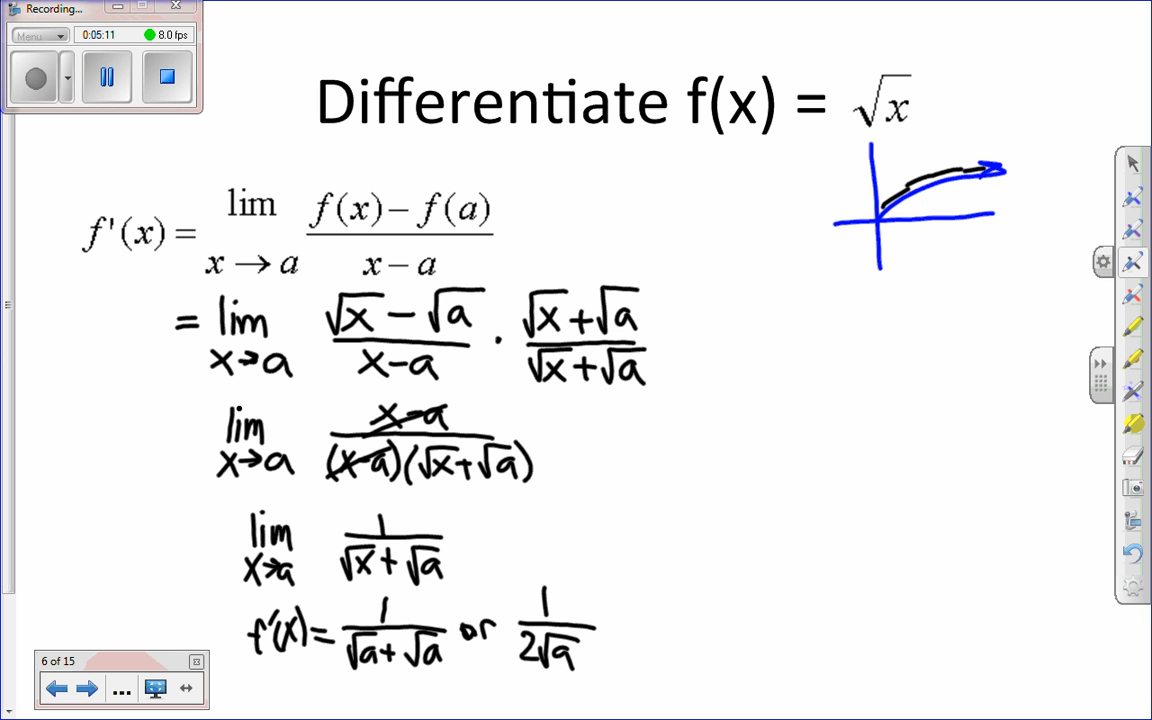 Recording...
Menu 0:05:11 8.0 fps
Differentiate f(x) = √x
f'(x) = lim x→a (f(x) − f(a))/(x − a)
= lim x→a (√x − √a)/(x−a) · (√x + √a)/(√x + √a)
lim x→a (x−a)/((x−a)(√x + √a))
lim x→a 1/(√x + √a)
f'(x) = 1/(√a + √a) or 1/(2√a)
6 of 15